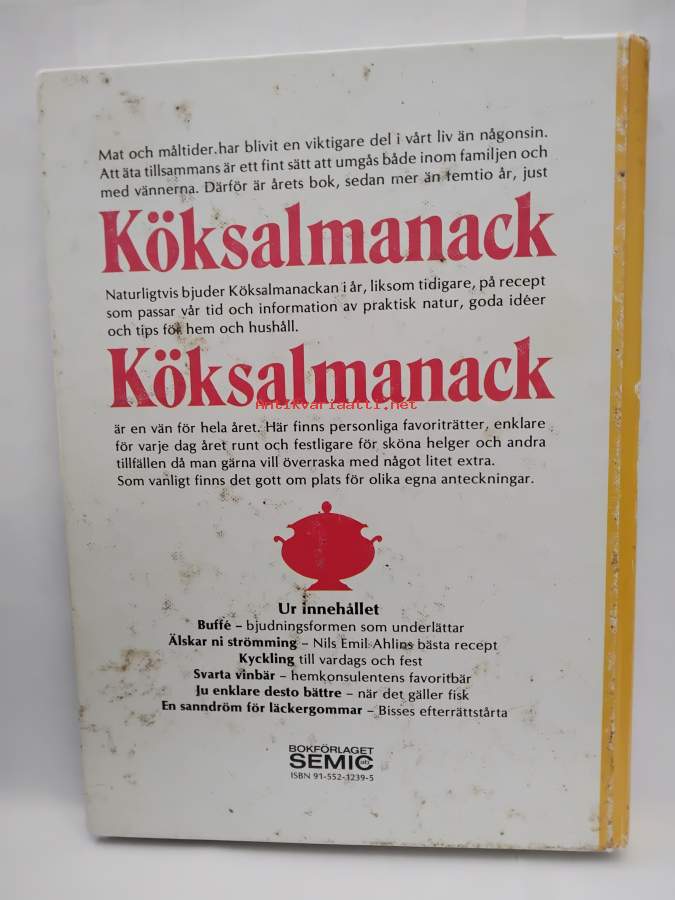 Mat och måltider.har blivit en viktigare del i vårt liv än någonsin.
Att äta tillsammans är ett fint sätt att umgås både inom familjen och
med vännerna. Därför är årets bok, sedan mer än femtio år, just
Köksalmanack
Naturligtvis bjuder Köksalmanackan i år, liksom tidigare, på recept
som passar vår tid och information av praktisk natur, goda idéer
och tips för hem och hushåll.
Köksalmanack
Antikvariaatti.net
är en vän för hela året. Här finns personliga favoriträtter, enklare
för varje dag året runt och festligare för sköna helger och andra
tillfällen då man gärna vill överraska med något litet extra.
Som vanligt finns det gott om plats för olika egna anteckningar.
Ur innehållet
Buffé – bjudningsformen som underlättar
Älskar ni strömming – Nils Emil Ahlins bästa recept
Kyckling till vardags och fest
Svarta vinbär – hemkonsulentens favoritbär
Ju enklare desto bättre – när det gäller fisk
En sanndröm för läckergommar – Bisses efterrättstårta
BOKFÖRLAGET
SEMIC ab
ISBN 91-552-1239-5